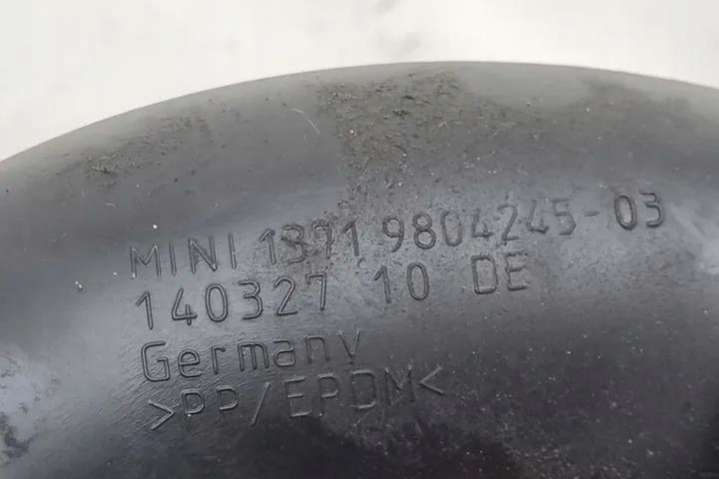 MINI 1371 9804245-03
140327 10 DE
Germany
>PP/EPDM<